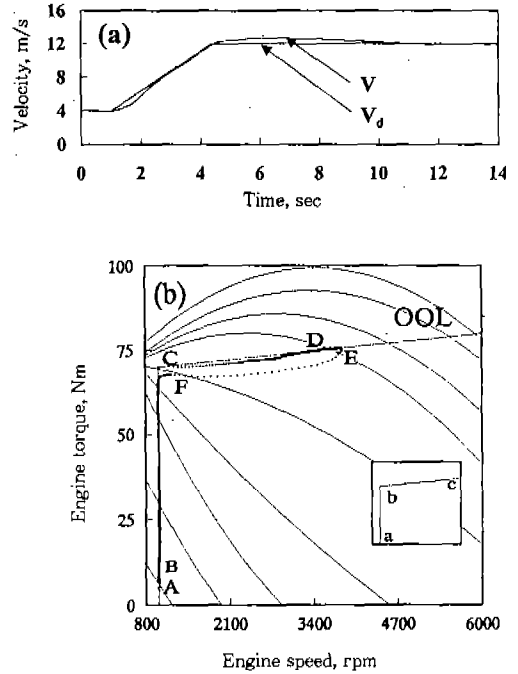 (a)
Velocity, m/s
16
12
8
4
0
V
V_d
0 2 4 6 8 10 12 14
Time, sec
(b)
Engine torque, Nm
100
75
50
25
0
OOL
C
D
E
F
B
A
b
c
a
800 2100 3400 4700 6000
Engine speed, rpm